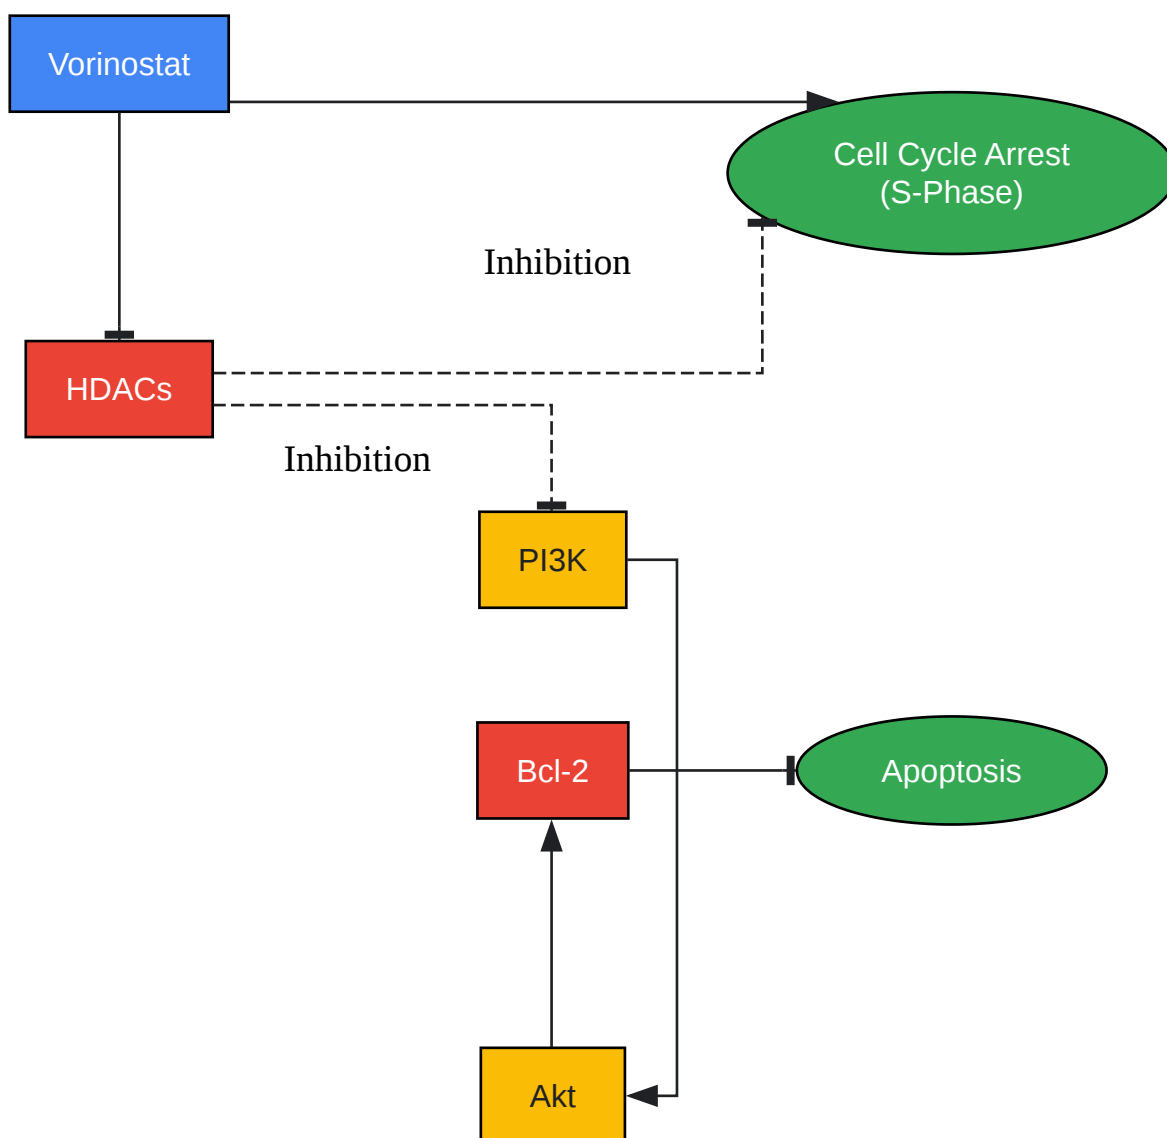 Vorinostat
Cell Cycle Arrest
(S-Phase)
Inhibition
HDACs
Inhibition
PI3K
Bcl-2
Apoptosis
Akt